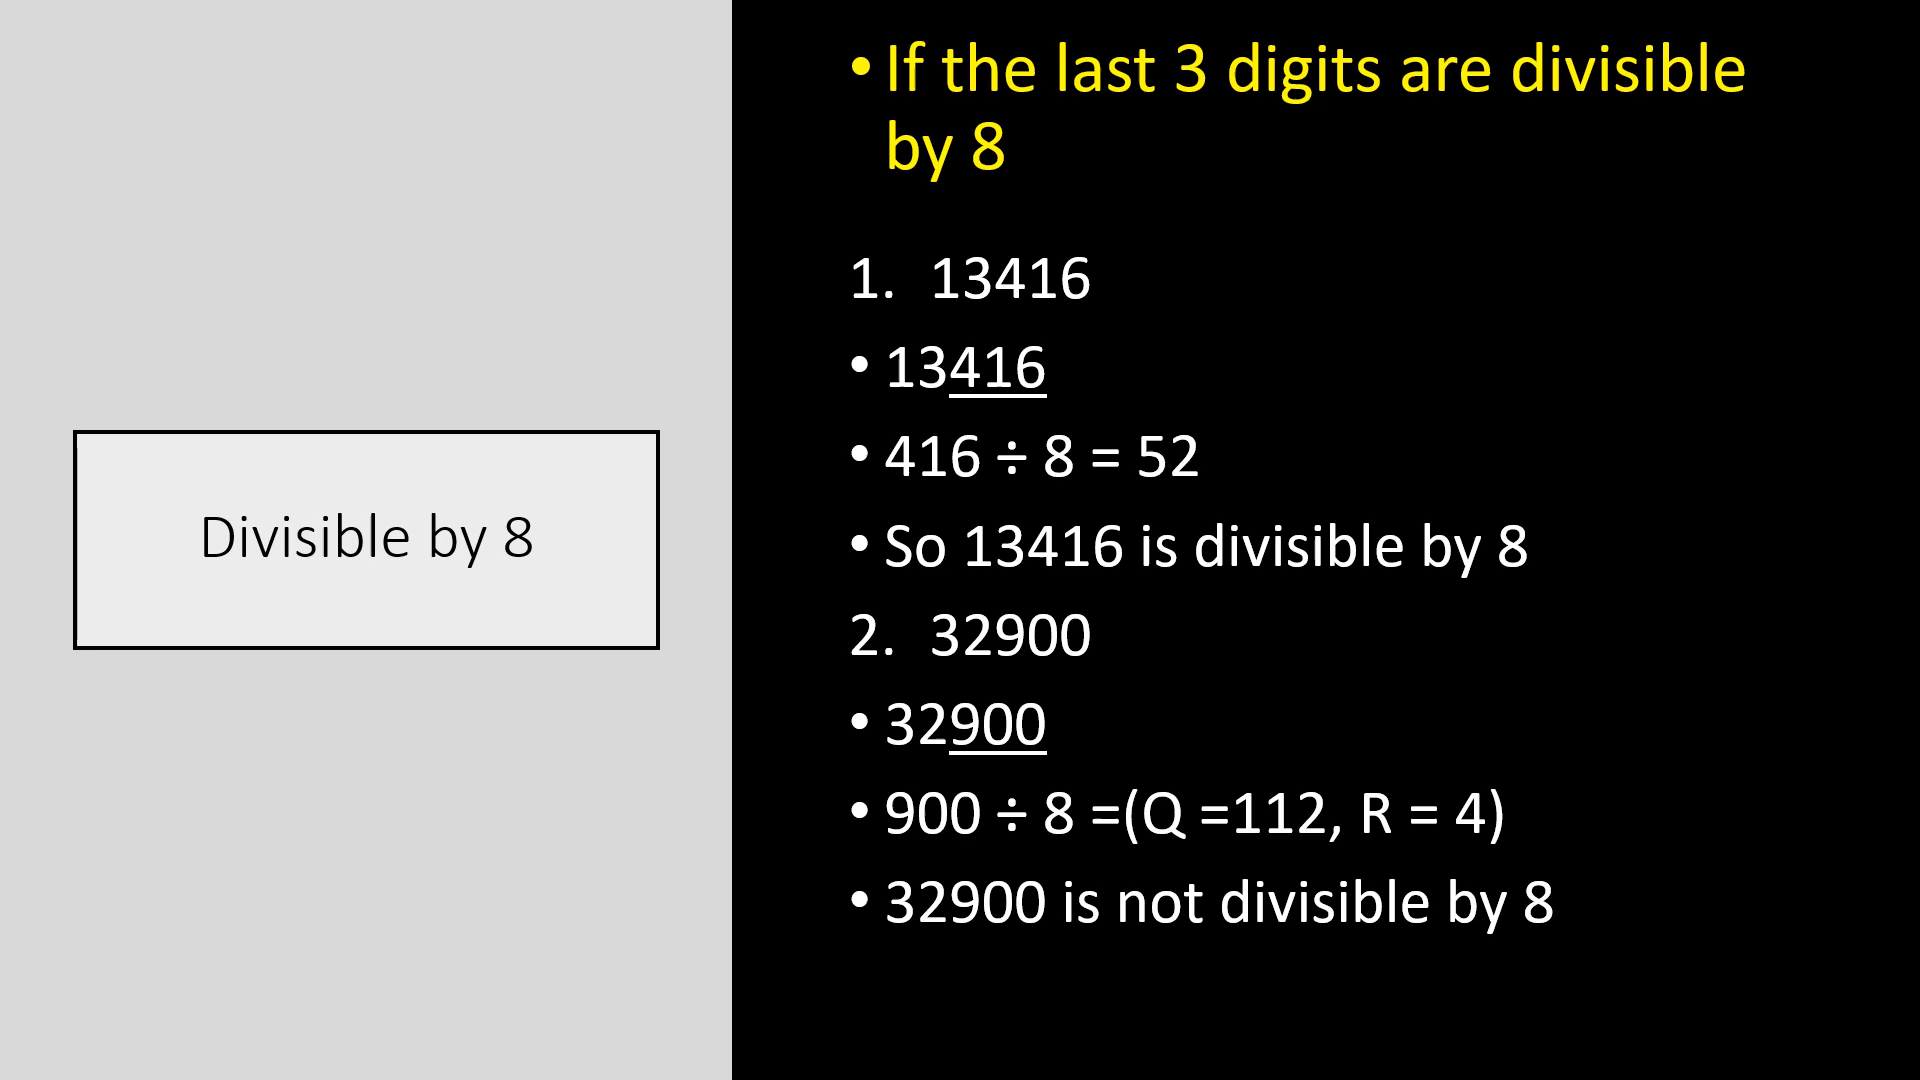 Divisible by 8
• If the last 3 digits are divisible
by 8
1. 13416
• 13416
• 416 ÷ 8 = 52
• So 13416 is divisible by 8
2. 32900
• 32900
• 900 ÷ 8 =(Q =112, R = 4)
• 32900 is not divisible by 8